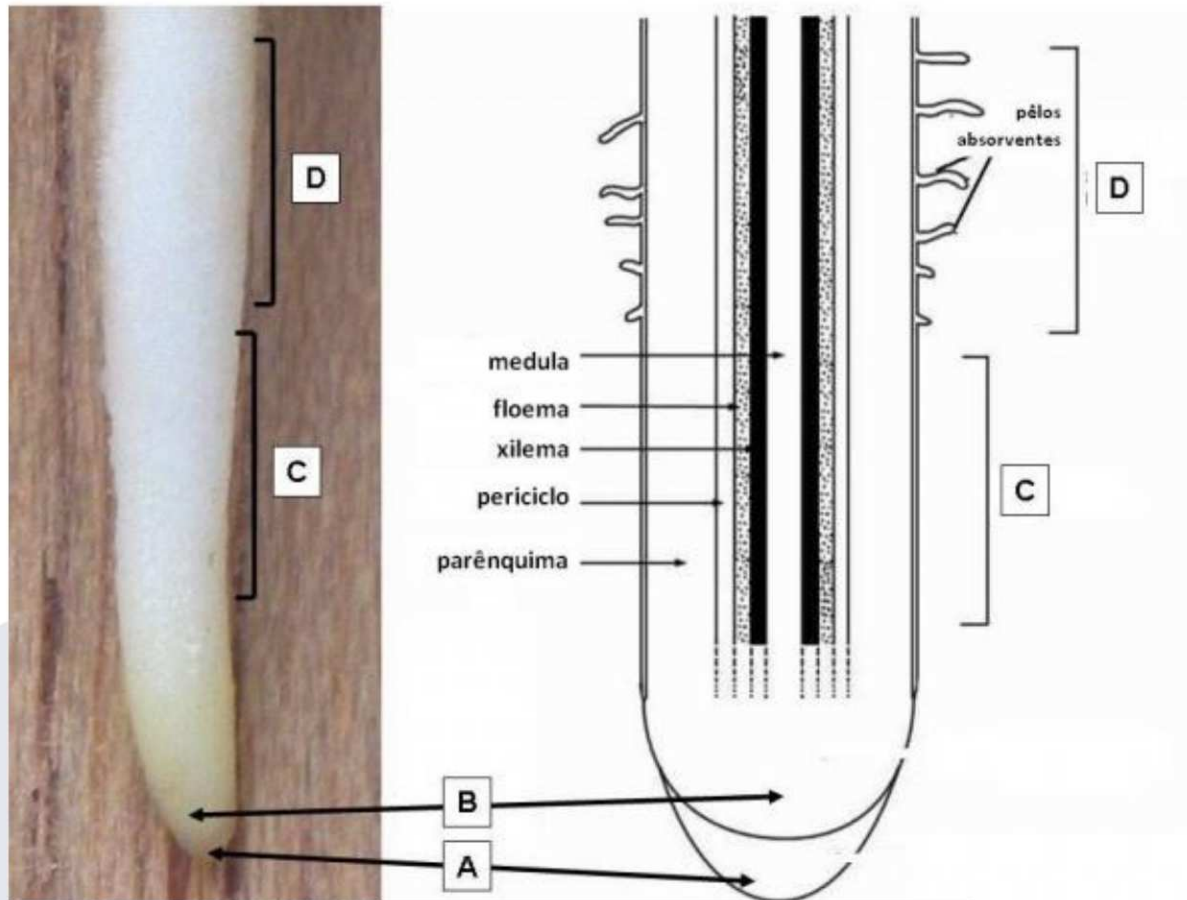 D
C
pêlos
absorventes
D
medula
floema
xilema
periciclo
parênquima
C
B
A